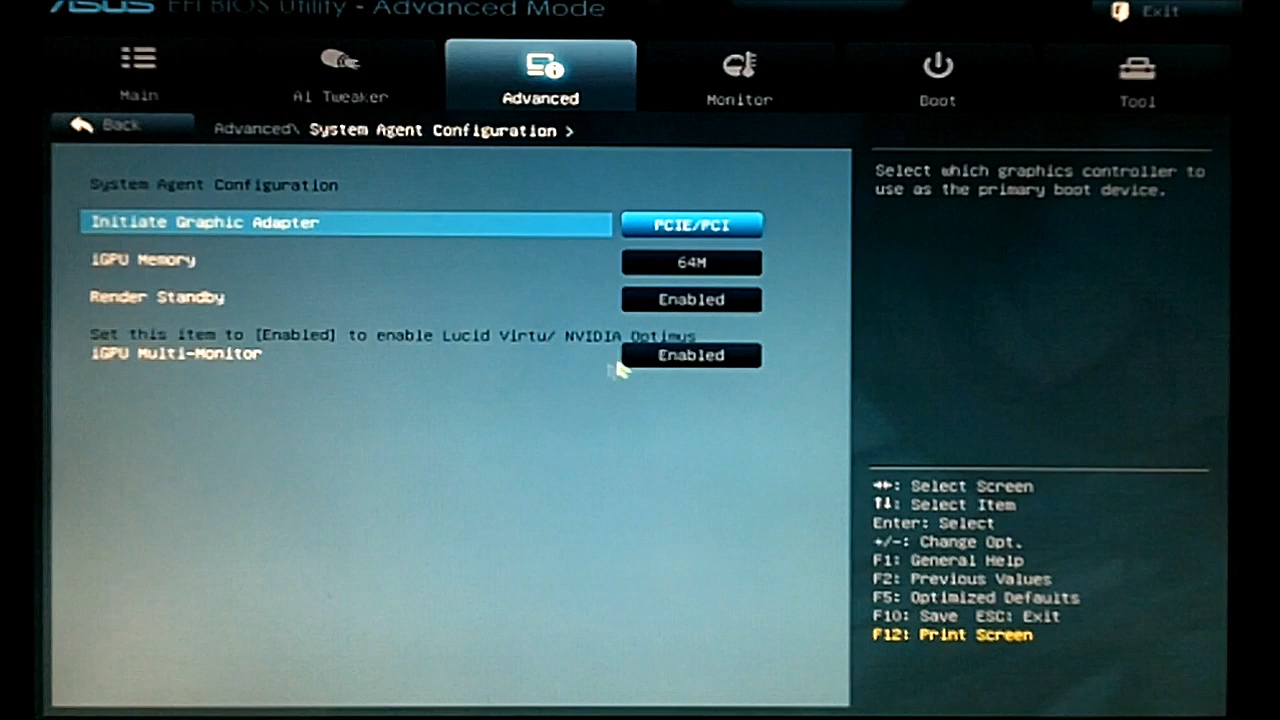 ASUS EFI BIOS Utility - Advanced Mode
Exit
Main
Ai Tweaker
Advanced
Monitor
Boot
Tool
Back
Advanced\ System Agent Configuration >
System Agent Configuration
Initiate Graphic Adapter
PCIE/PCI
iGPU Memory
64M
Render Standby
Enabled
Set this item to [Enabled] to enable Lucid Virtu/ NVIDIA Optimus
iGPU Multi-Monitor
Enabled
Select which graphics controller to
use as the primary boot device.
→←: Select Screen
↑↓: Select Item
Enter: Select
+/-: Change Opt.
F1: General Help
F2: Previous Values
F5: Optimized Defaults
F10: Save ESC: Exit
F12: Print Screen